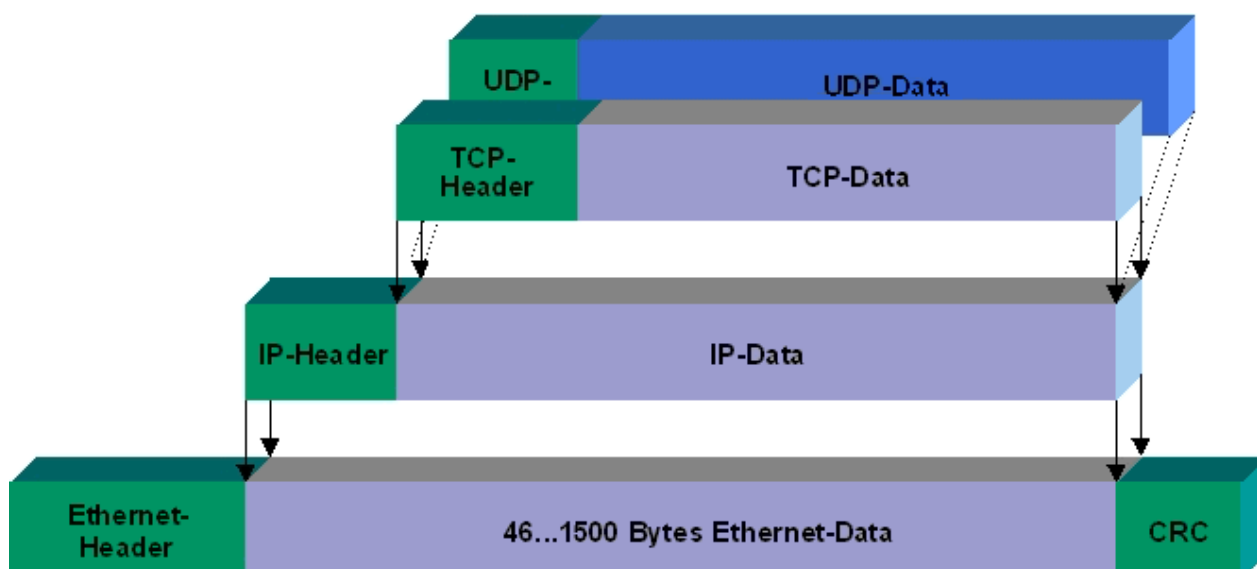 UDP-
UDP-Data
TCP-
Header
TCP-Data
IP-Header
IP-Data
Ethernet-
Header
46...1500 Bytes Ethernet-Data
CRC